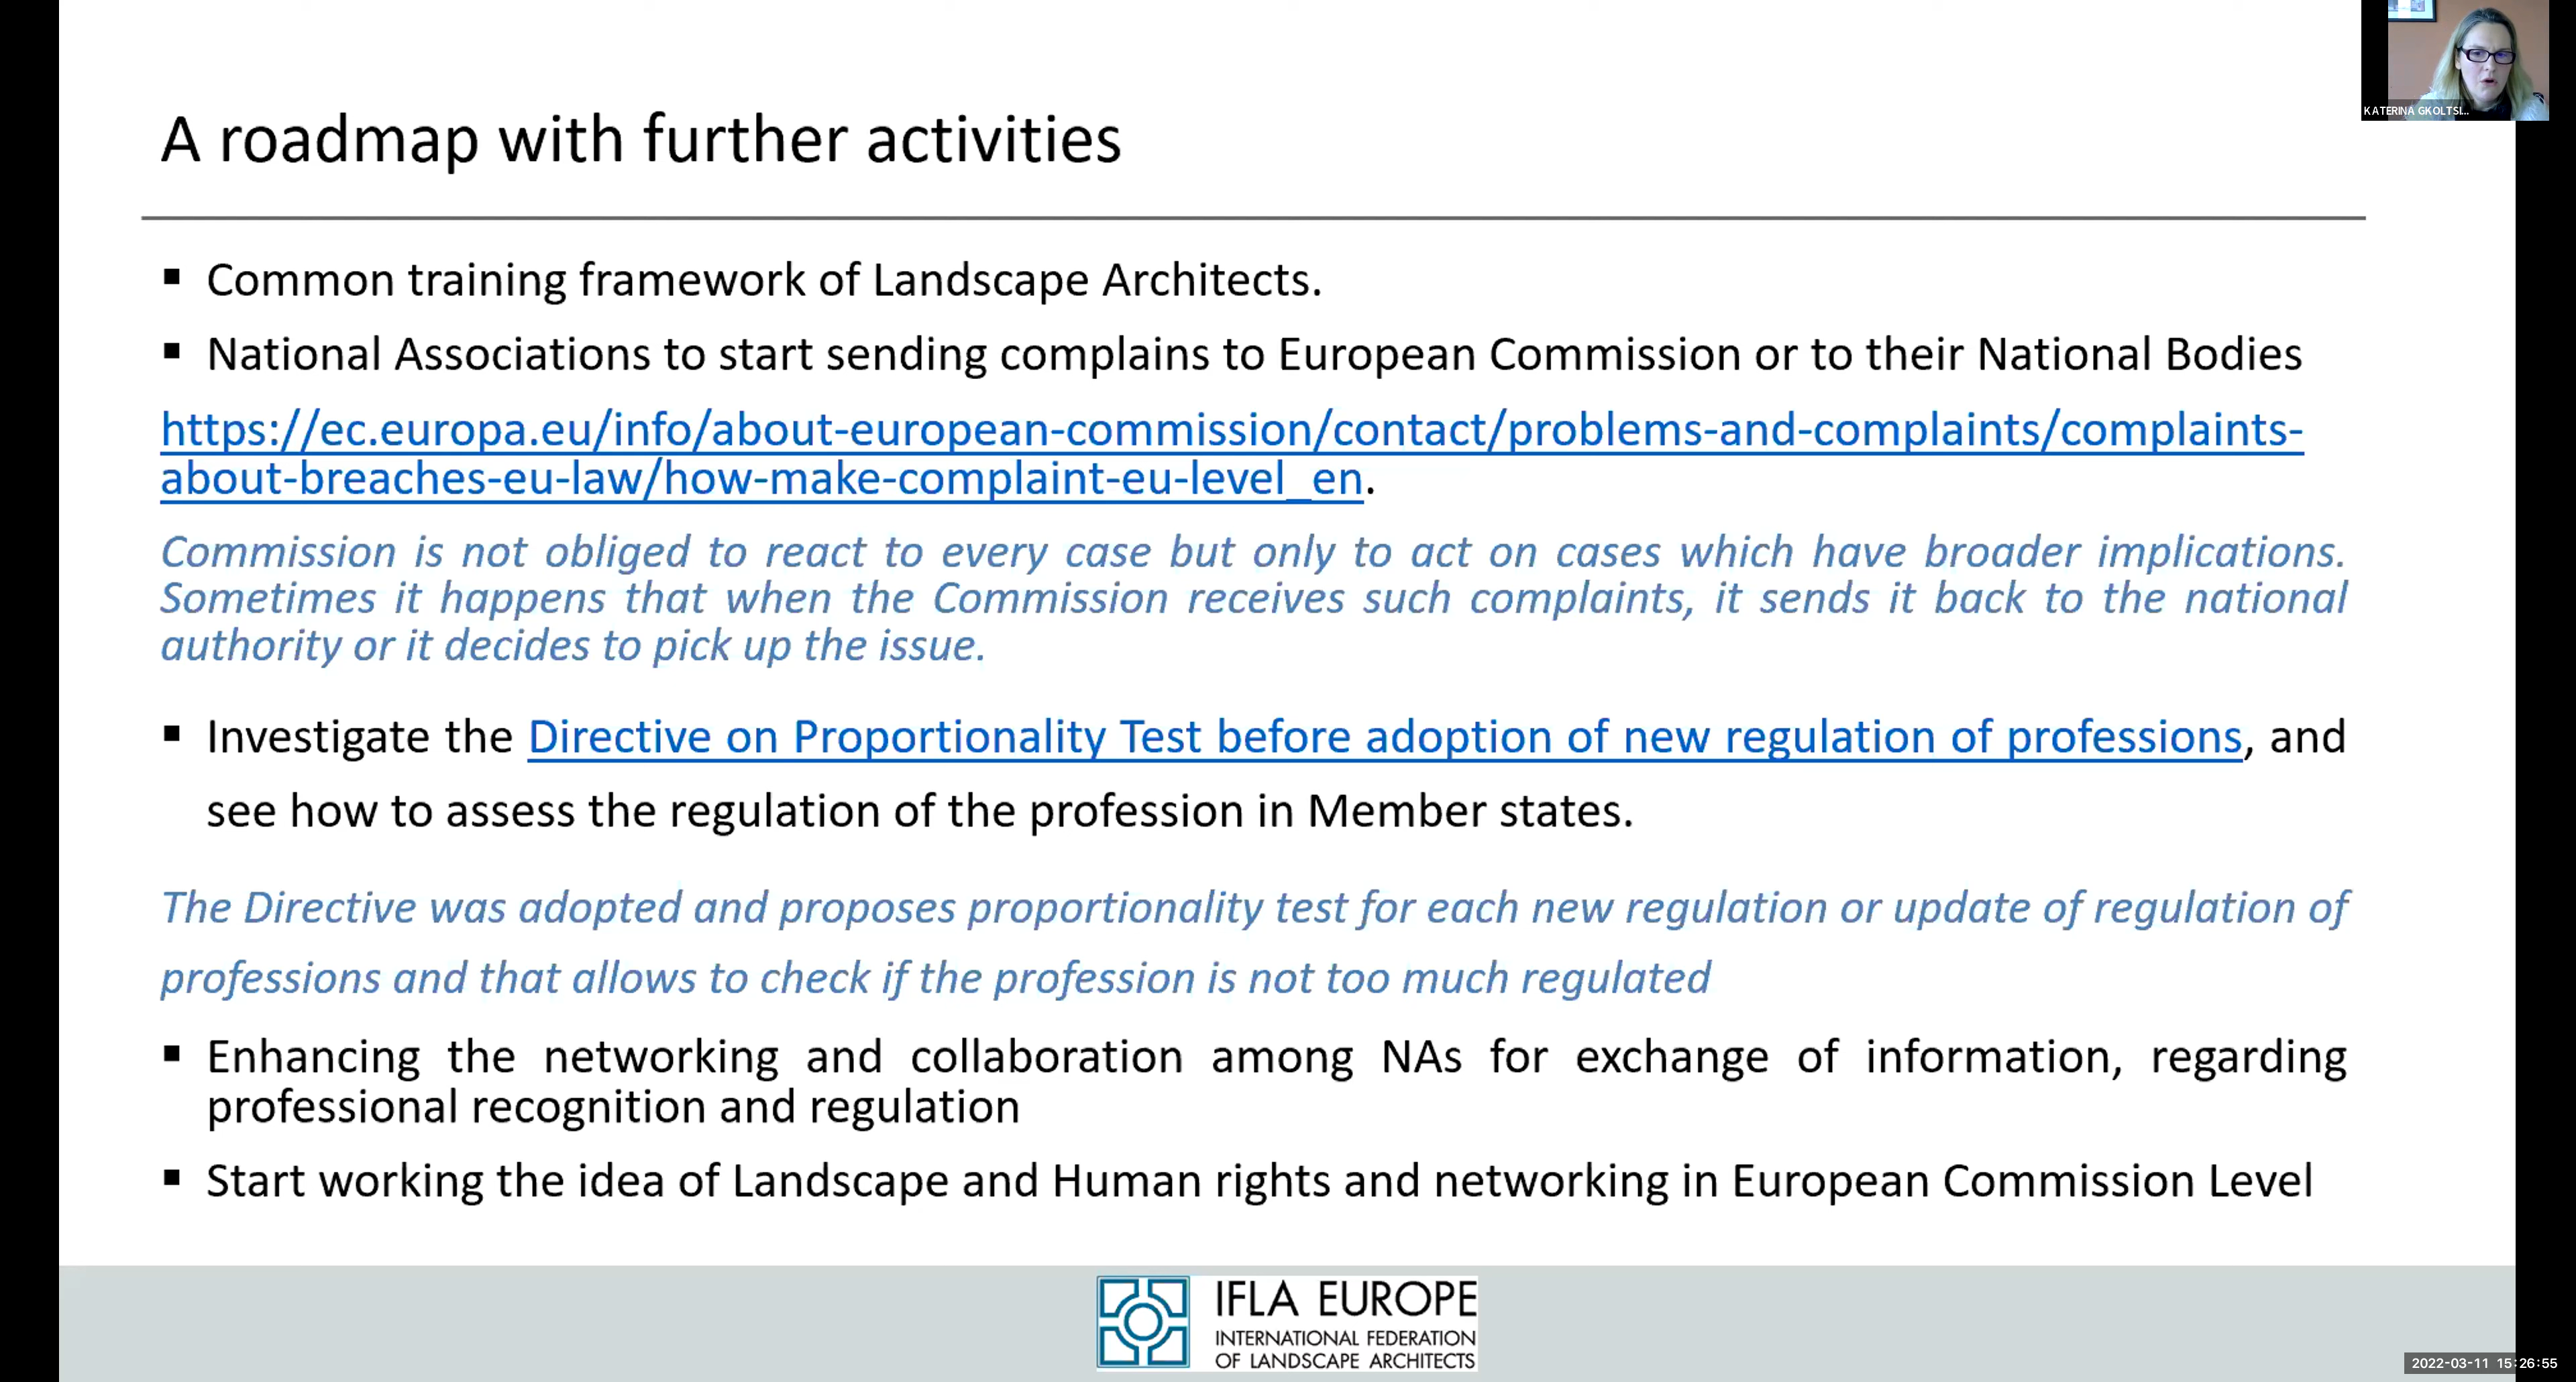 KATERINA GKOLTSI...
A roadmap with further activities
▪ Common training framework of Landscape Architects.
▪ National Associations to start sending complains to European Commission or to their National Bodies
https://ec.europa.eu/info/about-european-commission/contact/problems-and-complaints/complaints-
about-breaches-eu-law/how-make-complaint-eu-level_en.
Commission is not obliged to react to every case but only to act on cases which have broader implications.
Sometimes it happens that when the Commission receives such complaints, it sends it back to the national
authority or it decides to pick up the issue.
▪ Investigate the Directive on Proportionality Test before adoption of new regulation of professions, and
see how to assess the regulation of the profession in Member states.
The Directive was adopted and proposes proportionality test for each new regulation or update of regulation of
professions and that allows to check if the profession is not too much regulated
▪ Enhancing the networking and collaboration among NAs for exchange of information, regarding
professional recognition and regulation
▪ Start working the idea of Landscape and Human rights and networking in European Commission Level
IFLA EUROPE
INTERNATIONAL FEDERATION
OF LANDSCAPE ARCHITECTS
2022-03-11 15:26:55